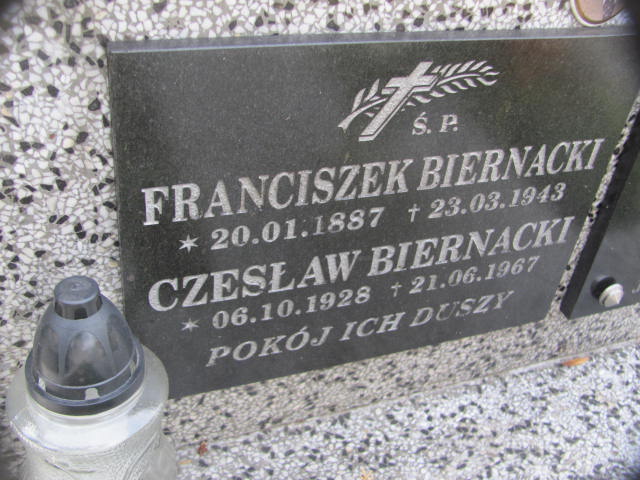 Ś. P.
FRANCISZEK BIERNACKI
* 20.01.1887 † 23.03.1943
CZESŁAW BIERNACKI
* 06.10.1928 † 21.06.1967
POKÓJ ICH DUSZY